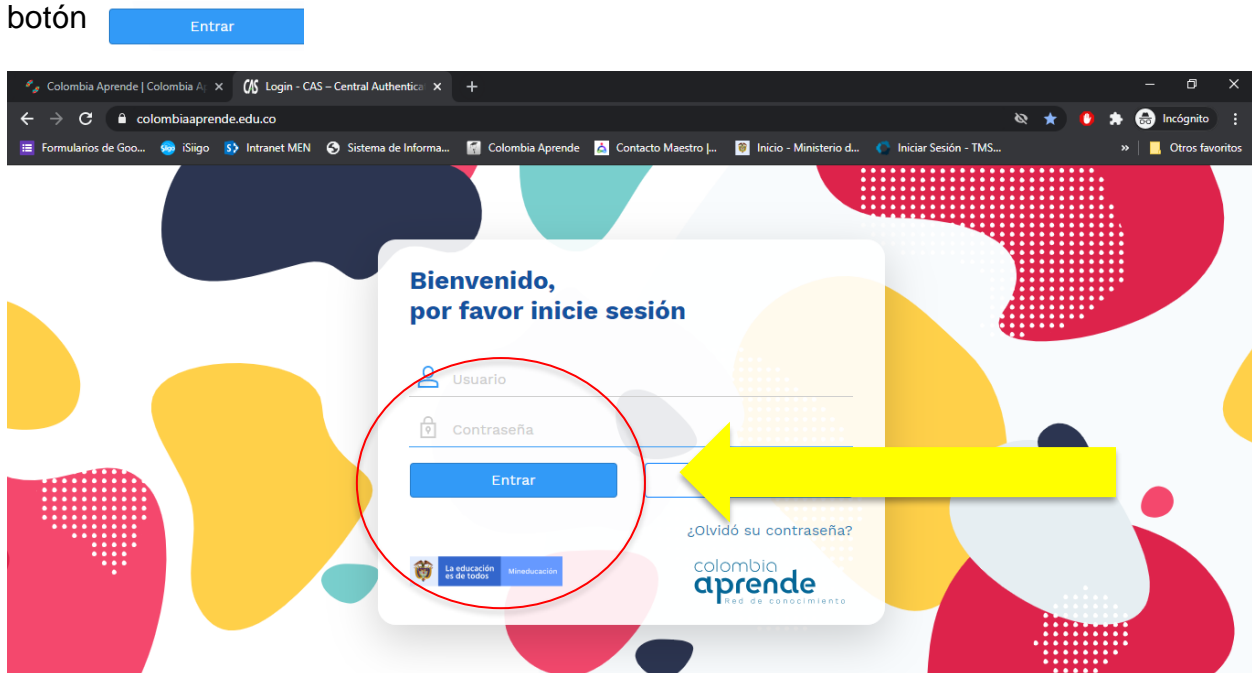 botón
Entrar
Colombia Aprende | Colombia A
Login - CAS – Central Authentica
colombiaaprende.edu.co
Incógnito
Formularios de Goo...
iSiigo
Intranet MEN
Sistema de Informa...
Colombia Aprende
Contacto Maestro |...
Inicio - Ministerio d...
Iniciar Sesión - TMS...
»
Otros favoritos
Bienvenido,
por favor inicie sesión
Usuario
Contraseña
Entrar
¿Olvidó su contraseña?
La educación
es de todos
Mineducación
colombia
aprende
Red de conocimiento